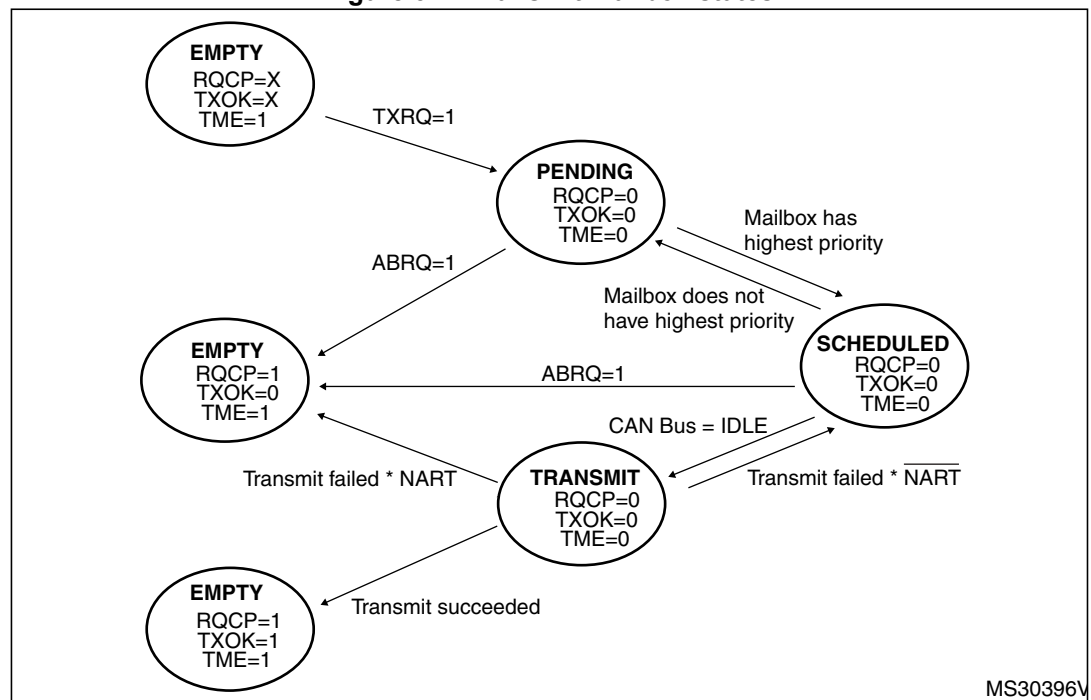 EMPTY
RQCP=X
TXOK=X
TME=1
TXRQ=1
PENDING
RQCP=0
TXOK=0
TME=0
Mailbox has
highest priority
ABRQ=1
Mailbox does not
have highest priority
EMPTY
RQCP=1
TXOK=0
TME=1
ABRQ=1
SCHEDULED
RQCP=0
TXOK=0
TME=0
CAN Bus = IDLE
Transmit failed * NART
TRANSMIT
RQCP=0
TXOK=0
TME=0
Transmit failed * N̅A̅R̅T̅
EMPTY
RQCP=1
TXOK=1
TME=1
Transmit succeeded
MS30396V